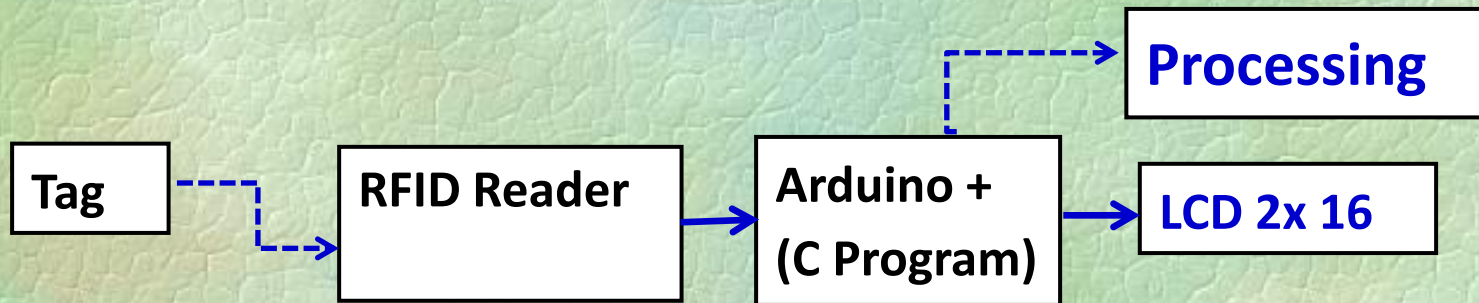 Processing
Tag
RFID Reader
Arduino +
(C Program)
LCD 2x 16